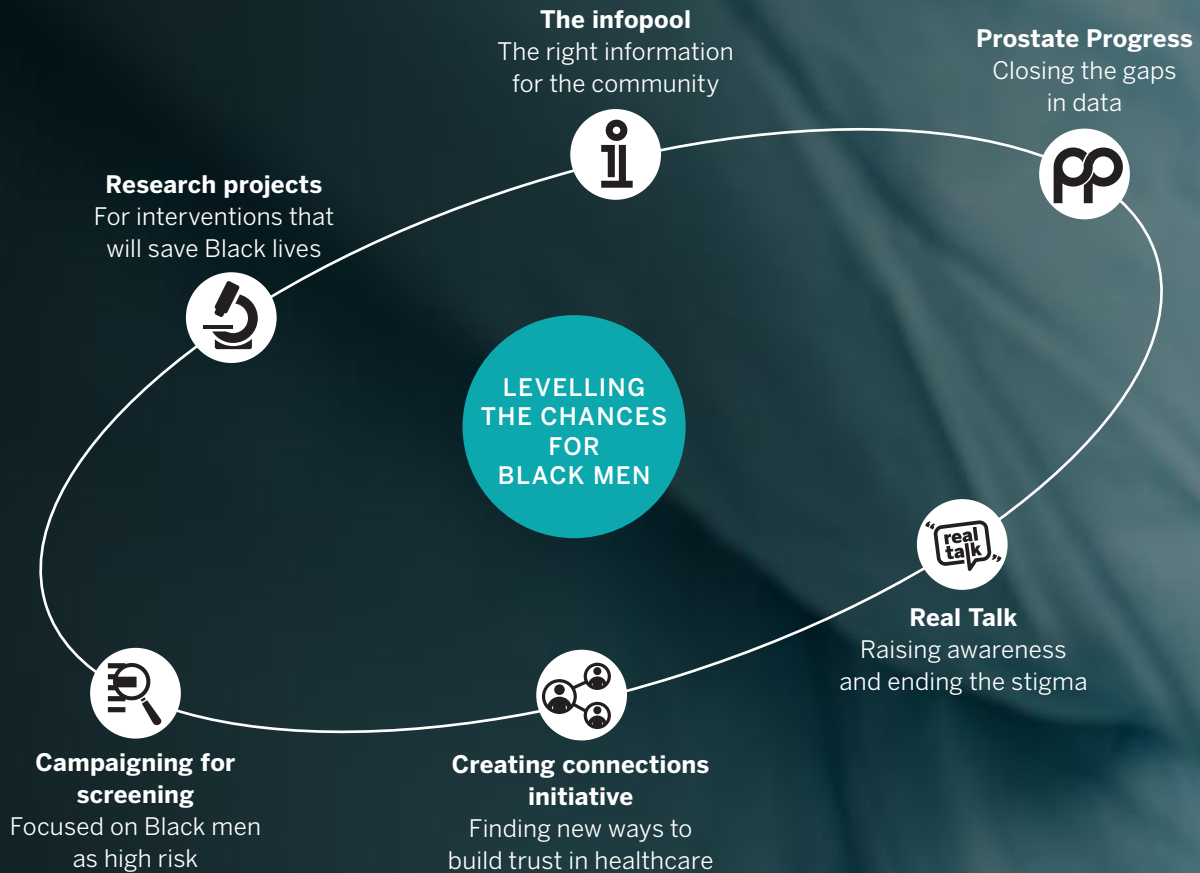 The infopool
The right information
for the community
Prostate Progress
Closing the gaps
in data
pp
Research projects
For interventions that
will save Black lives
i
LEVELLING
THE CHANCES
FOR
BLACK MEN
“real
talk”
Real Talk
Raising awareness
and ending the stigma
Campaigning for
screening
Focused on Black men
as high risk
Creating connections
initiative
Finding new ways to
build trust in healthcare